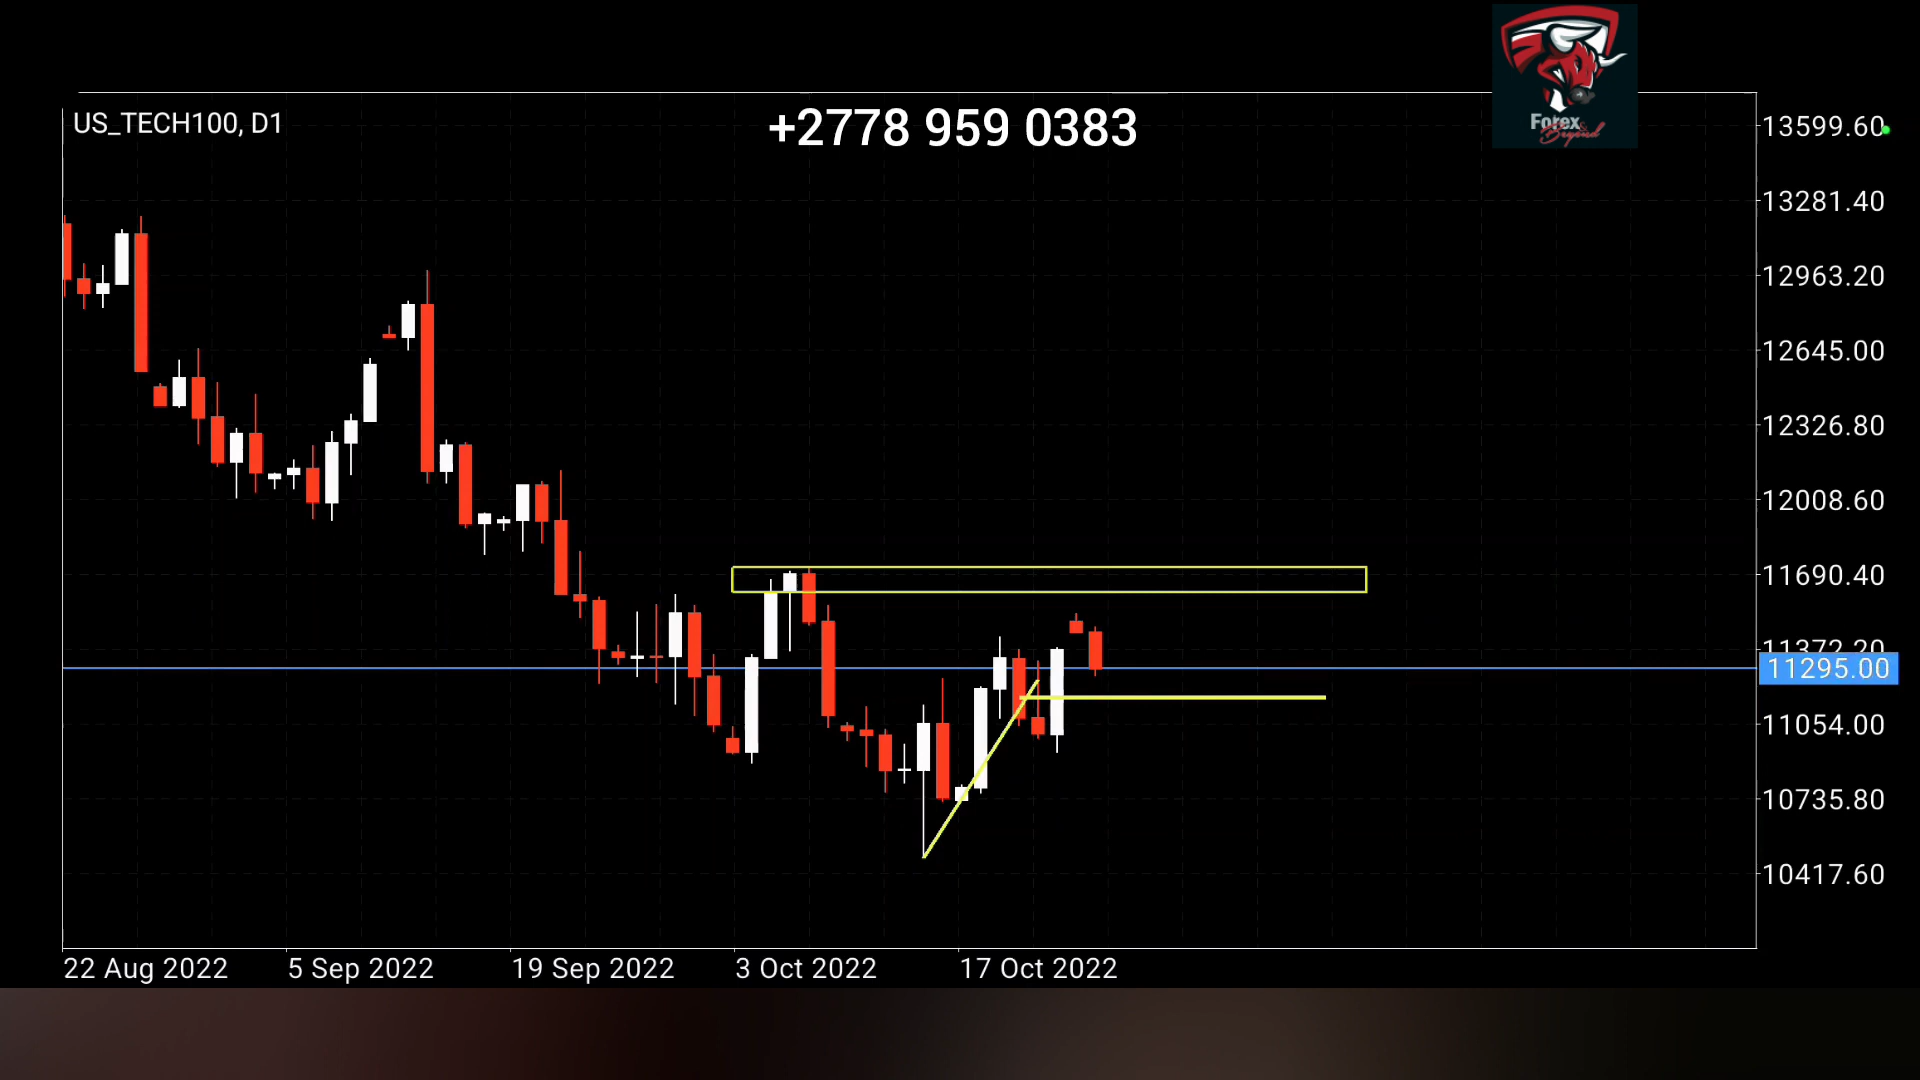 US_TECH100, D1
+2778 959 0383
Forex
Beyond
13599.60
13281.40
12963.20
12645.00
12326.80
12008.60
11690.40
11372.20
11295.00
11054.00
10735.80
10417.60
22 Aug 2022
5 Sep 2022
19 Sep 2022
3 Oct 2022
17 Oct 2022